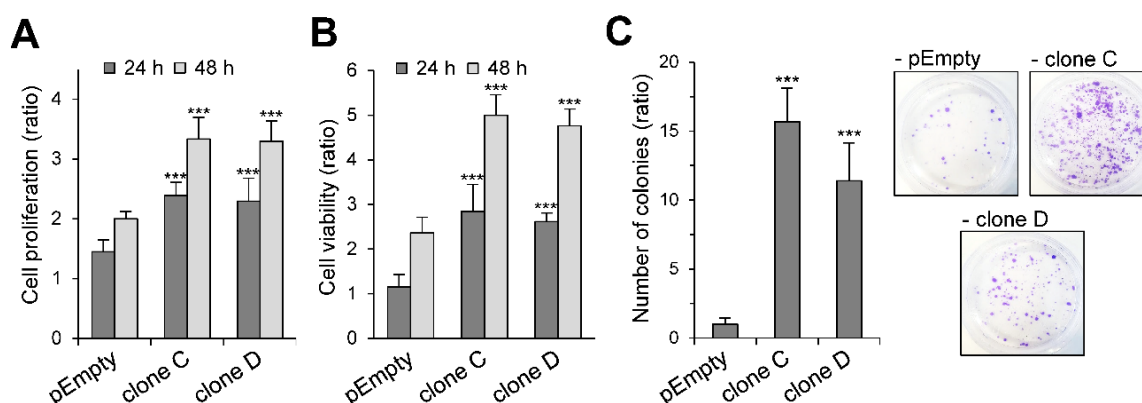 A
24 h 48 h
Cell proliferation (ratio)
4
3
2
1
0
***
***
***
***
pEmpty
clone C
clone D
B
24 h 48 h
Cell viability (ratio)
6
5
4
3
2
1
0
***
***
***
***
pEmpty
clone C
clone D
C
Number of colonies (ratio)
20
15
10
5
0
***
***
pEmpty
clone C
clone D
- pEmpty
- clone C
- clone D